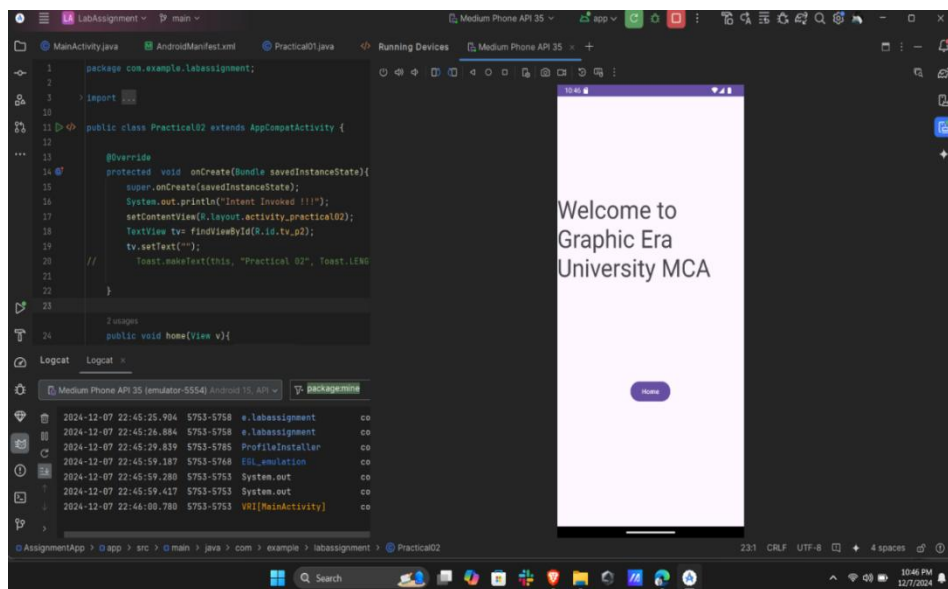 LA LabAssignment
main
Medium Phone API 35
app
MainActivity.java
AndroidManifest.xml
Practical01.java
Running Devices
Medium Phone API 35
1 package com.example.labassignment;
2
3 import ...
10
11 public class Practical02 extends AppCompatActivity {
12
13 @Override
14 protected void onCreate(Bundle savedInstanceState){
15 super.onCreate(savedInstanceState);
16 System.out.println("Intent Invoked !!!");
17 setContentView(R.layout.activity_practical02);
18 TextView tv= findViewById(R.id.tv_p2);
19 tv.setText("");
20 // Toast.makeText(this, "Practical 02", Toast.LENG
21
22 }
23
2 usages
24 public void home(View v){
10:46
Welcome to
Graphic Era
University MCA
Home
Logcat
Logcat
Medium Phone API 35 (emulator-5554) Android 15, API
package:mine
2024-12-07 22:45:25.904 5753-5758 e.labassignment co
2024-12-07 22:45:26.884 5753-5758 e.labassignment co
2024-12-07 22:45:29.839 5753-5785 ProfileInstaller co
2024-12-07 22:45:59.187 5753-5768 EGL_emulation co
2024-12-07 22:45:59.280 5753-5753 System.out co
2024-12-07 22:45:59.417 5753-5753 System.out co
2024-12-07 22:46:00.780 5753-5753 VRI[MainActivity] co
AssignmentApp > app > src > main > java > com > example > labassignment > Practical02
23:1 CRLF UTF-8 4 spaces
Search
10:46 PM
12/7/2024